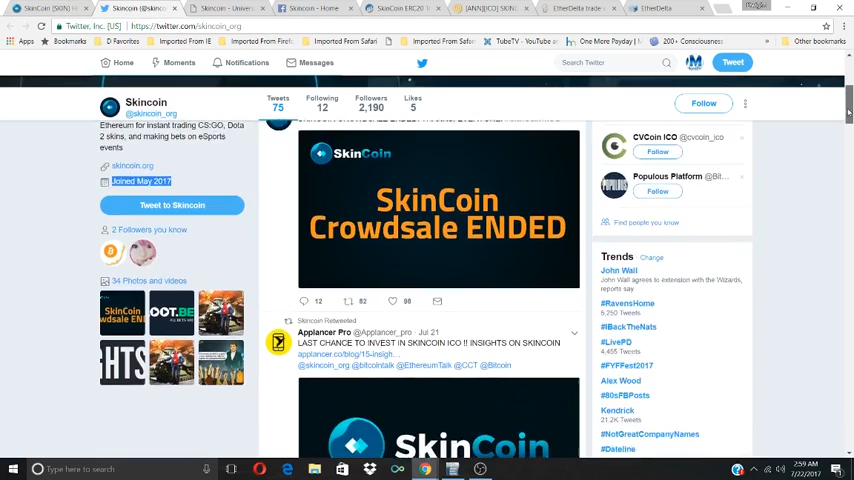 SkinCoin (SKIN) H
Twitter, Inc. [US]
https://twitter.com/skincoin_org
Skincoin (@skinco
Skincoin - Univers
Skincoin - Home
SkinCoin ERC20 Tr
[ANN][ICO] SKINC
EtherDelta trade
EtherDelta
Apps
Bookmarks
D Favorites
Imported From IE
Imported From Firef
Imported From Safari
Imported From Safar
TubeTV - YouTube
One More Payday |
200+ Consciousness
Other bookmarks
Home
Moments
Notifications
Messages
Search Twitter
Tweet
Skincoin
@skincoin_org
Tweets
75
Following
12
Followers
2,190
Likes
5
Follow
Ethereum for instant trading CS:GO, Dota
2 skins, and making bets on eSports
events
skincoin.org
Joined May 2017
Tweet to Skincoin
2 Followers you know
34 Photos and videos
SkinCoin
Crowdsale ENDED
12
82
98
Skincoin Retweeted
Applancer Pro @Applancer_pro · Jul 21
LAST CHANCE TO INVEST IN SKINCOIN ICO !! INSIGHTS ON SKINCOIN
applancer.co/blog/15-insigh…
@skincoin_org @bitcointalk @EthereumTalk @CCT @Bitcoin
SkinCoin
CVCoin ICO @cvcoin_ico
Follow
Populous Platform @Bit...
Follow
Find people you know
Trends Change
John Wall
John Wall agrees to extension with the Wizards,
reports say
#RavensHome
5,250 Tweets
#IBackTheNats
#LivePD
4,455 Tweets
#FYFFest2017
Alex Wood
#80sFBPosts
Kendrick
21.2K Tweets
#NotGreatCompanyNames
#Dateline
Type here to search
2:59 AM
7/22/2017